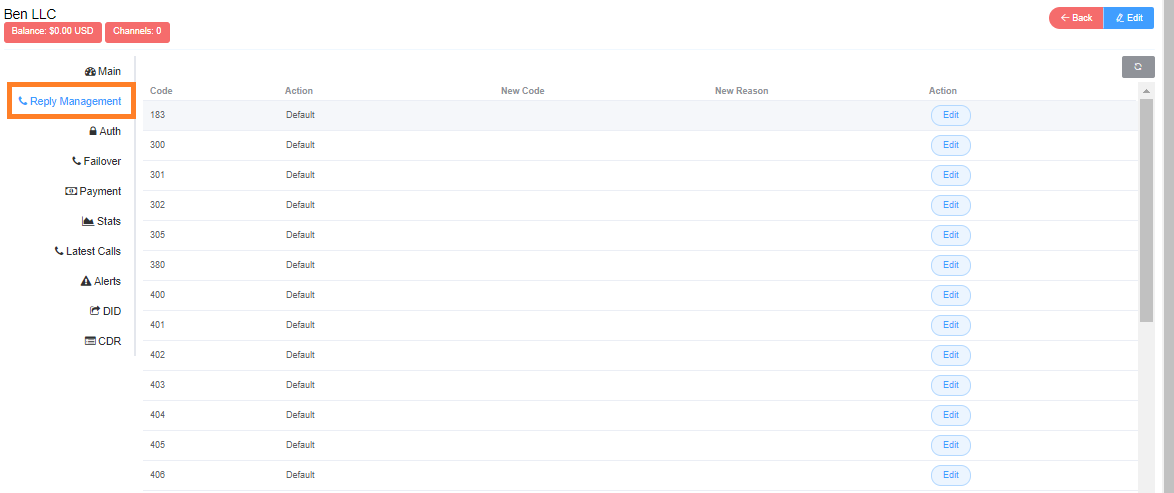 Ben LLC
Balance: $0.00 USD Channels: 0
Back Edit
Main
Reply Management
Auth
Failover
Payment
Stats
Latest Calls
Alerts
DID
CDR
Code Action New Code New Reason Action
183 Default Edit
300 Default Edit
301 Default Edit
302 Default Edit
305 Default Edit
380 Default Edit
400 Default Edit
401 Default Edit
402 Default Edit
403 Default Edit
404 Default Edit
405 Default Edit
406 Default Edit